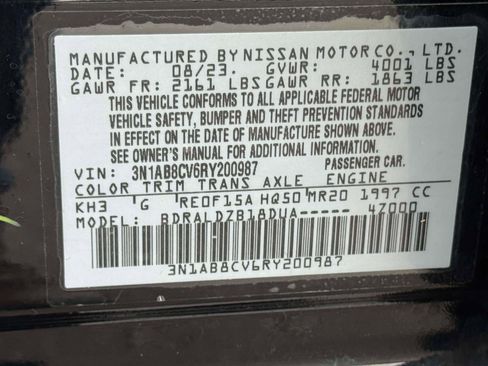 MANUFACTURED BY NISSAN MOTOR CO., LTD.
DATE: 08/23. GVWR: 4001 LBS
GAWR FR: 2161 LBS GAWR RR: 1863 LBS
THIS VEHICLE CONFORMS TO ALL APPLICABLE FEDERAL MOTOR
VEHICLE SAFETY, BUMPER AND THEFT PREVENTION STANDARDS
IN EFFECT ON THE DATE OF MANUFACTURE SHOWN ABOVE.
SEE OWNER'S MANUAL FOR ADDITIONAL INFORMATION.
VIN: 3N1AB8CV6RY200987 PASSENGER CAR
COLOR TRIM TRANS AXLE ENGINE
KH3 G RE0F15A HQ50 MR20 1997 CC
MODEL: BDRALDZB18DUA----- 4Z000
3N1AB8CV6RY200987